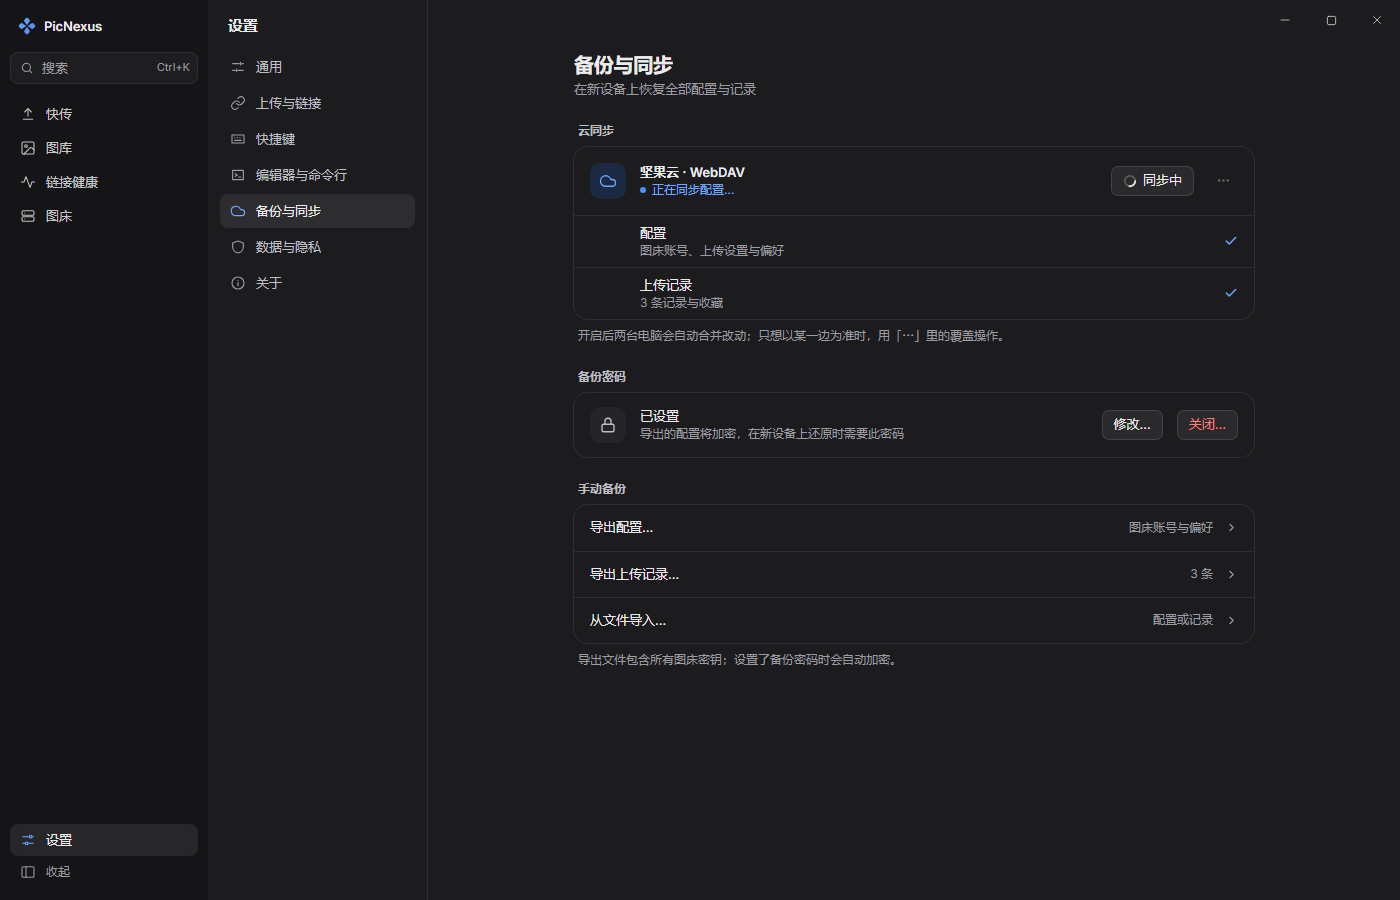 PicNexus
搜索 Ctrl+K
快传
图库
链接健康
图床
设置
收起
设置
通用
上传与链接
快捷键
编辑器与命令行
备份与同步
数据与隐私
关于
备份与同步
在新设备上恢复全部配置与记录
云同步
坚果云 · WebDAV
正在同步配置...
同步中
配置
图床账号、上传设置与偏好
上传记录
3 条记录与收藏
开启后两台电脑会自动合并改动；只想以某一边为准时，用「···」里的覆盖操作。
备份密码
已设置
导出的配置将加密，在新设备上还原时需要此密码
修改...
关闭...
手动备份
导出配置... 图床账号与偏好
导出上传记录... 3 条
从文件导入... 配置或记录
导出文件包含所有图床密钥；设置了备份密码时会自动加密。